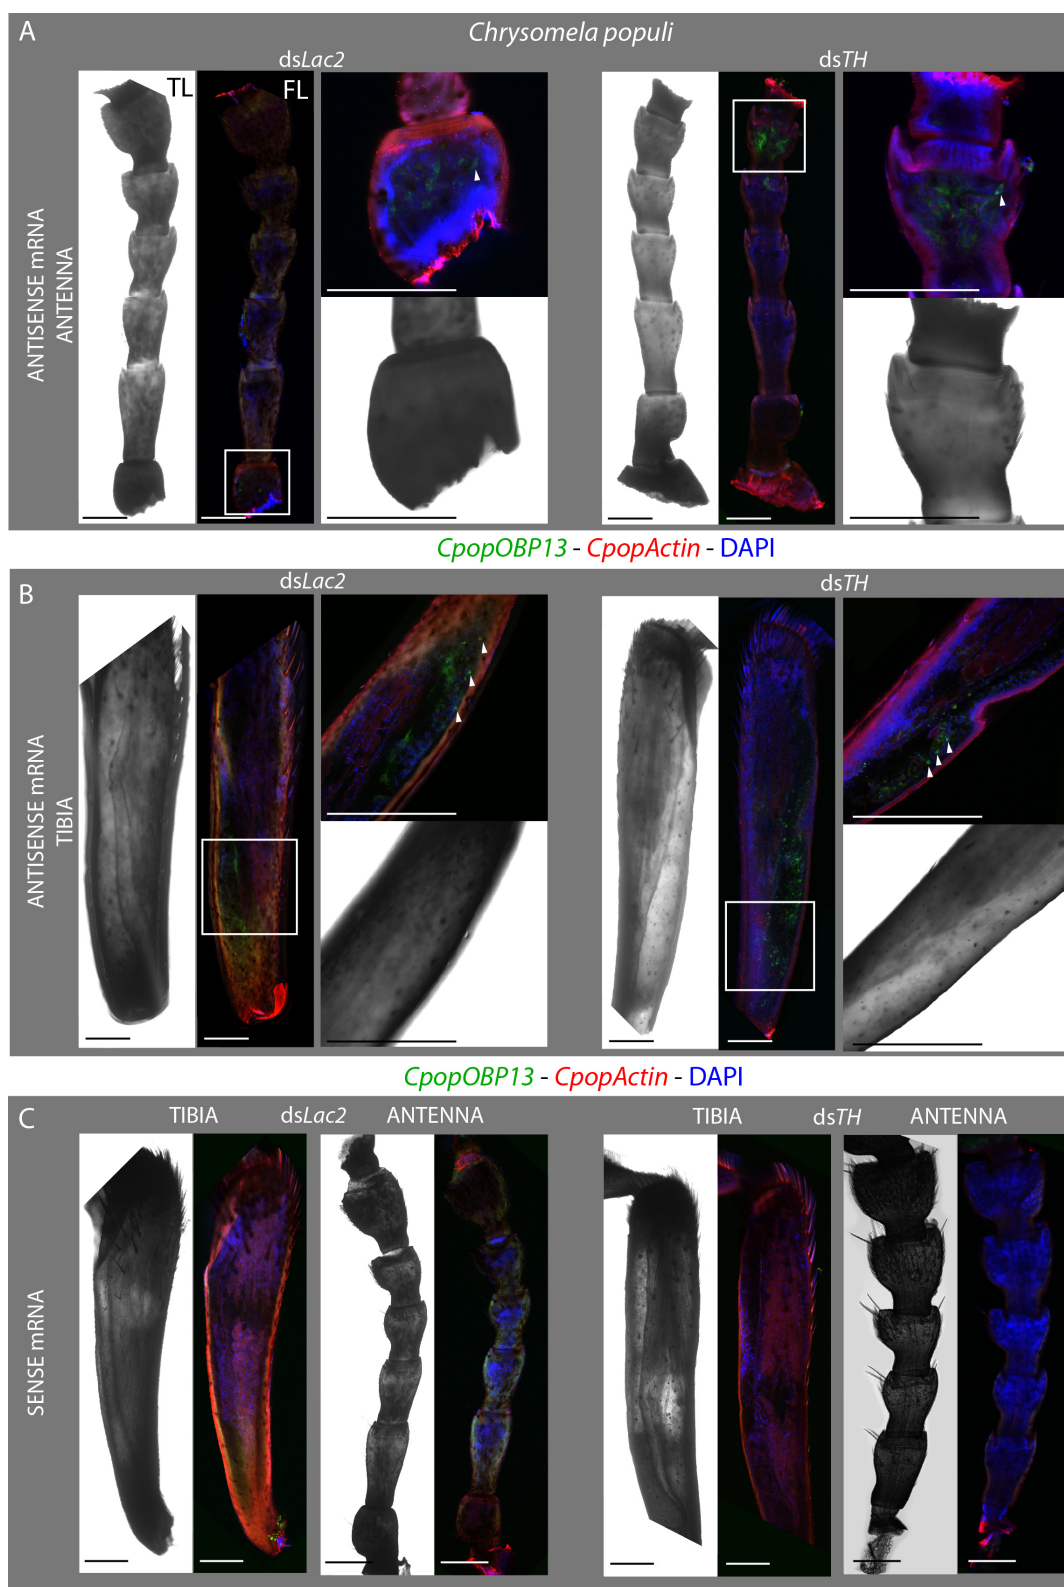 A
Chrysomela populi
dsLac2
dsTH
TL
FL
ANTISENSE mRNA
ANTENNA
CpopOBP13 - CpopActin - DAPI
B
dsLac2
dsTH
ANTISENSE mRNA
TIBIA
CpopOBP13 - CpopActin - DAPI
C
TIBIA dsLac2 ANTENNA
TIBIA dsTH ANTENNA
SENSE mRNA